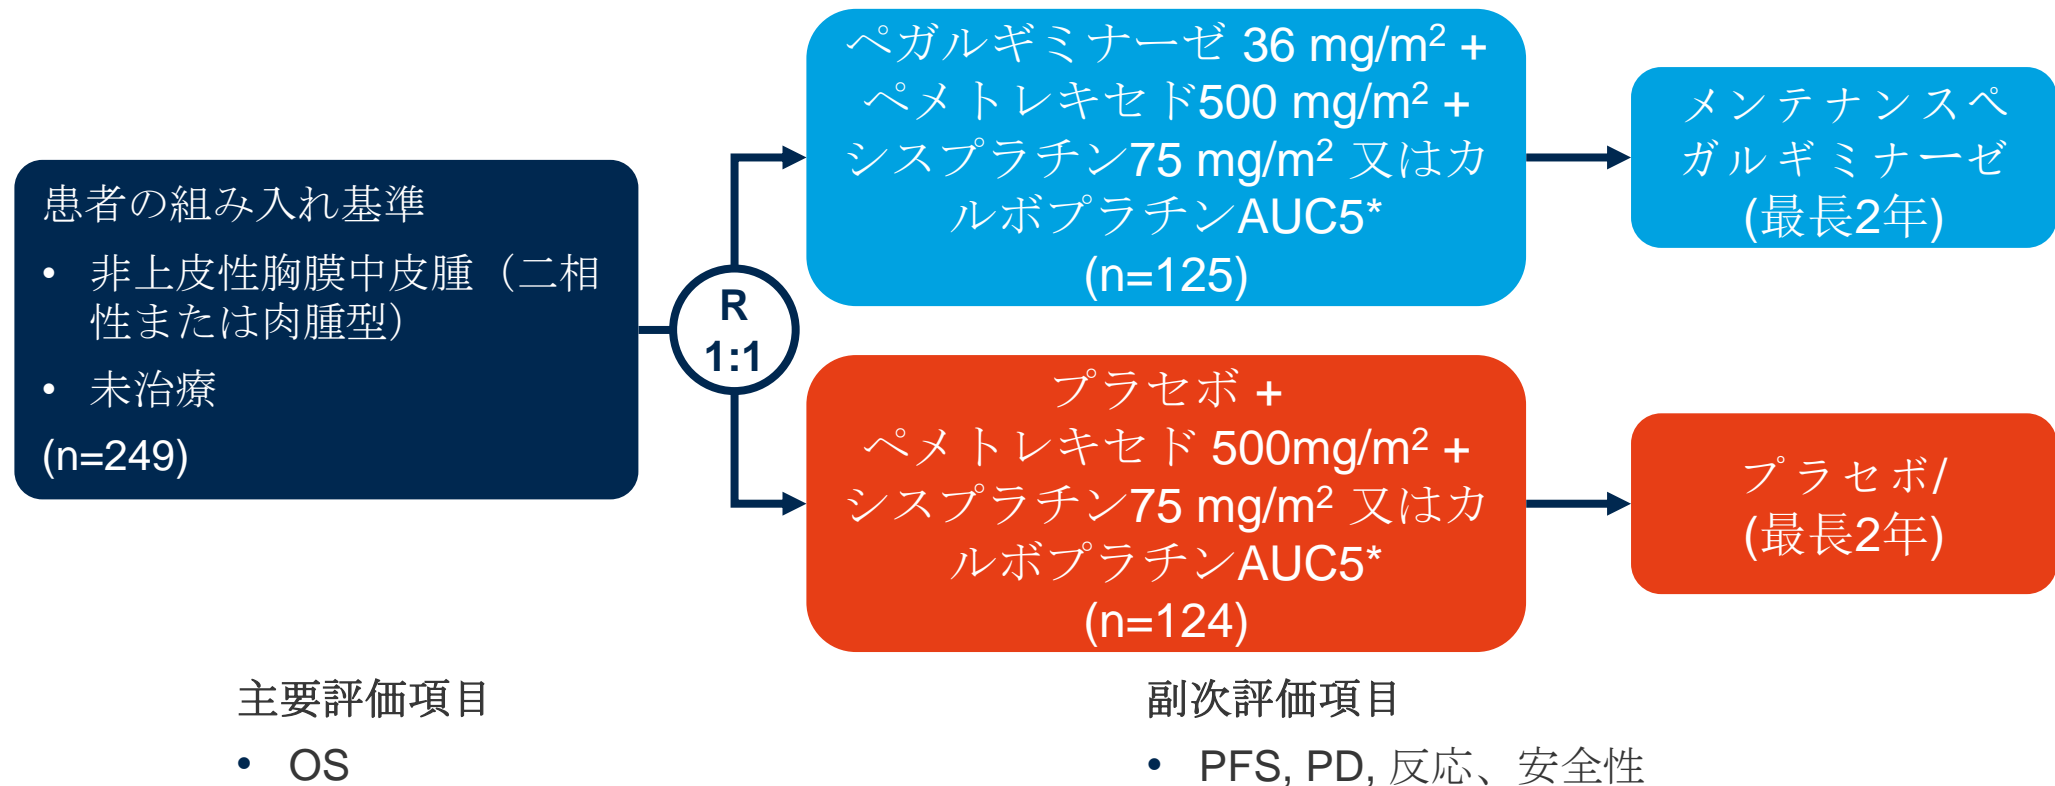 患者の組み入れ基準
• 非上皮性胸膜中皮腫（二相
性または肉腫型）
• 未治療
(n=249)
R
1:1
ペガルギミナーゼ 36 mg/m² +
ペメトレキセド500 mg/m² +
シスプラチン75 mg/m² 又はカ
ルボプラチンAUC5*
(n=125)
メンテナンスペ
ガルギミナーゼ
(最長2年)
プラセボ +
ペメトレキセド 500mg/m² +
シスプラチン75 mg/m² 又はカ
ルボプラチンAUC5*
(n=124)
プラセボ/
(最長2年)
主要評価項目
• OS
副次評価項目
• PFS, PD, 反応、安全性